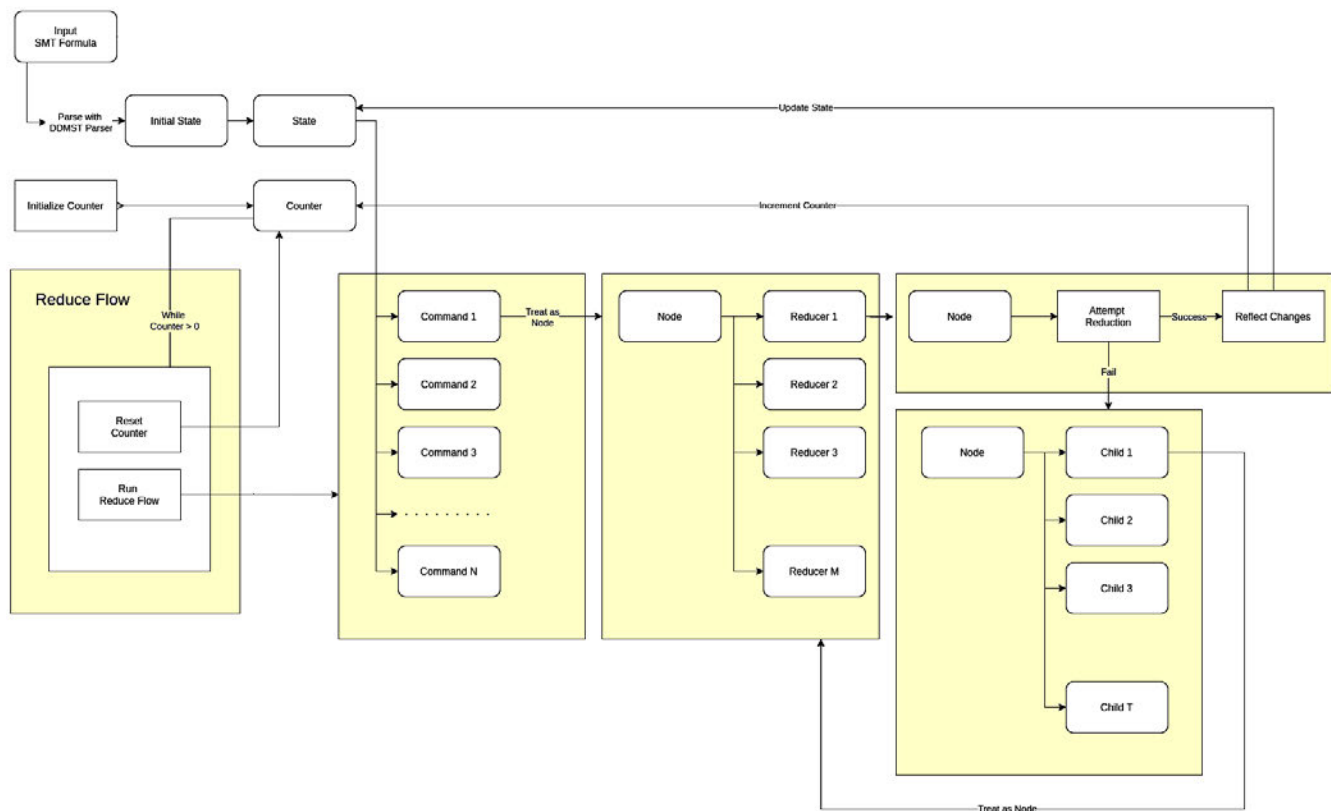 Input
SMT Formula
Parse with
DDMST Parser
Initial State
State
Update State
Initialize Counter
Counter
Increment Counter
Reduce Flow
While
Counter > 0
Reset
Counter
Run
Reduce Flow
Command 1
Command 2
Command 3
. . . . . . . . .
Command N
Treat as
Node
Node
Reducer 1
Reducer 2
Reducer 3
Reducer M
Node
Attempt
Reduction
Success
Reflect Changes
Fail
Node
Child 1
Child 2
Child 3
Child T
Treat as Node